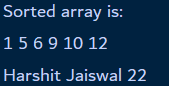 Sorted array is:
1 5 6 9 10 12
Harshit Jaiswal 22